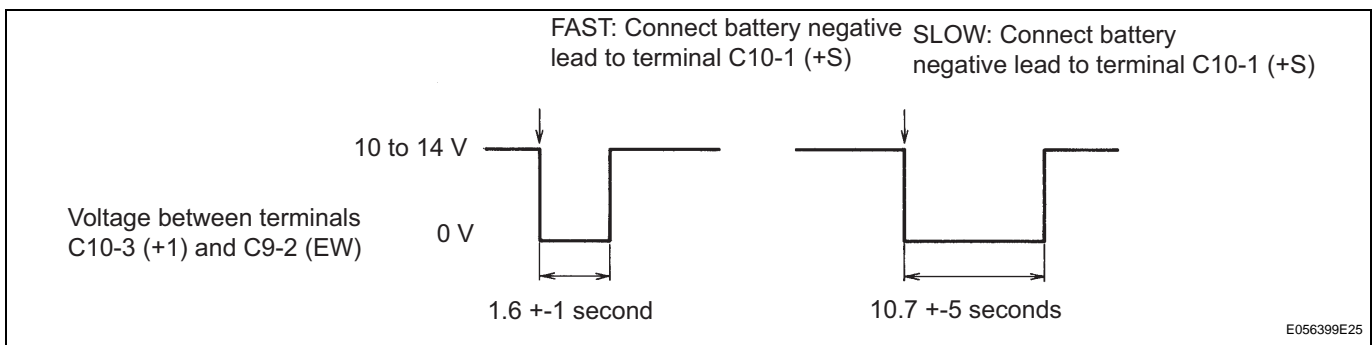 FAST: Connect battery negative
lead to terminal C10-1 (+S)
SLOW: Connect battery
negative lead to terminal C10-1 (+S)
10 to 14 V
Voltage between terminals
C10-3 (+1) and C9-2 (EW)
0 V
1.6 +-1 second
10.7 +-5 seconds
E056399E25